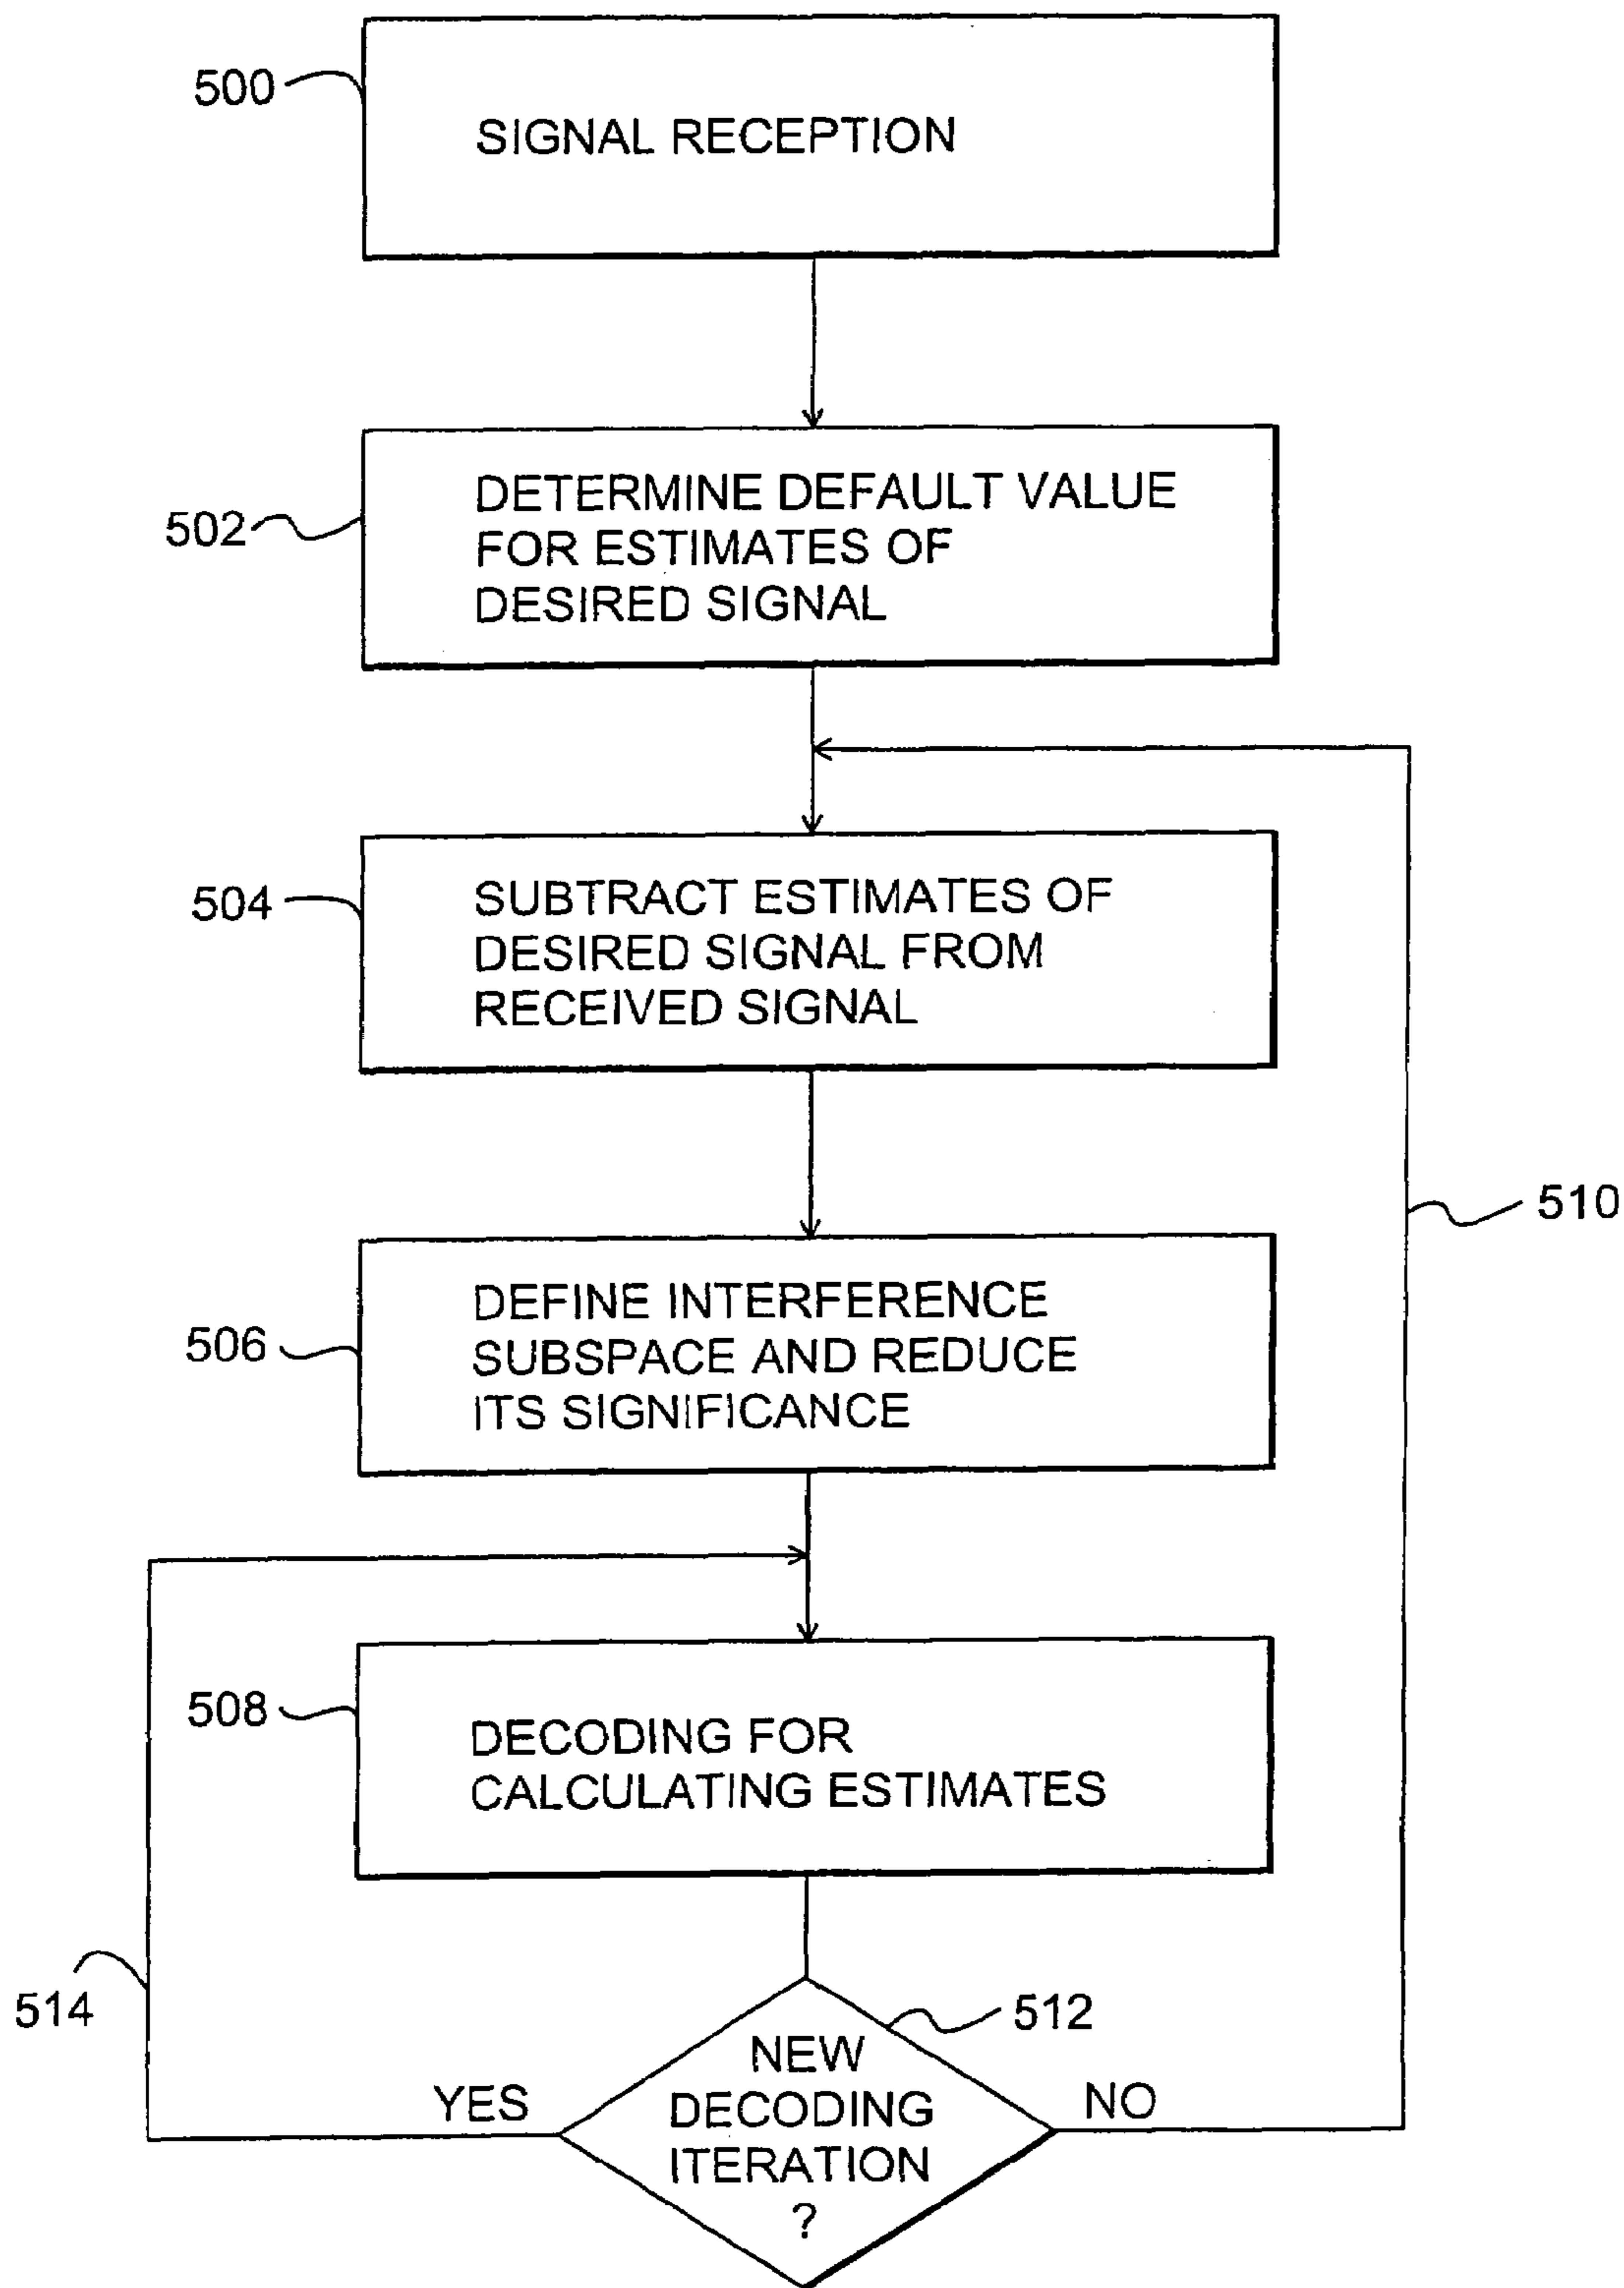 500
SIGNAL RECEPTION
502
DETERMINE DEFAULT VALUE
FOR ESTIMATES OF
DESIRED SIGNAL
504
SUBTRACT ESTIMATES OF
DESIRED SIGNAL FROM
RECEIVED SIGNAL
510
506
DEFINE INTERFERENCE
SUBSPACE AND REDUCE
ITS SIGNIFICANCE
508
DECODING FOR
CALCULATING ESTIMATES
514
512
NEW
DECODING
ITERATION
?
YES
NO